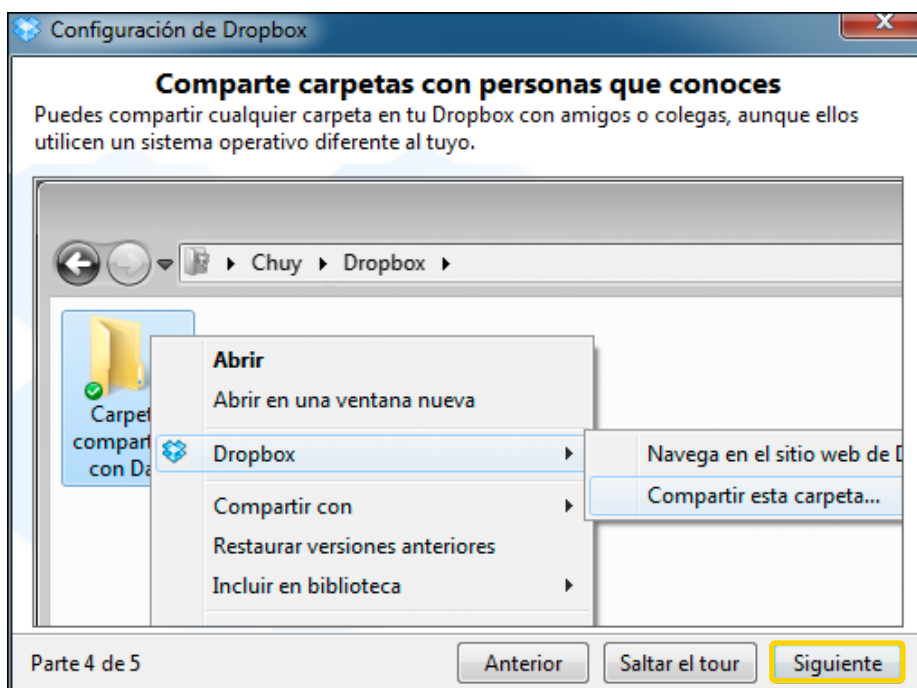 Configuración de Dropbox
Comparte carpetas con personas que conoces
Puedes compartir cualquier carpeta en tu Dropbox con amigos o colegas, aunque ellos
utilicen un sistema operativo diferente al tuyo.
Chuy Dropbox
Abrir
Abrir en una ventana nueva
Dropbox
Compartir con
Restaurar versiones anteriores
Incluir en biblioteca
Navega en el sitio web de
Compartir esta carpeta...
con
Parte 4 de 5
Anterior
Saltar el tour
Siguiente